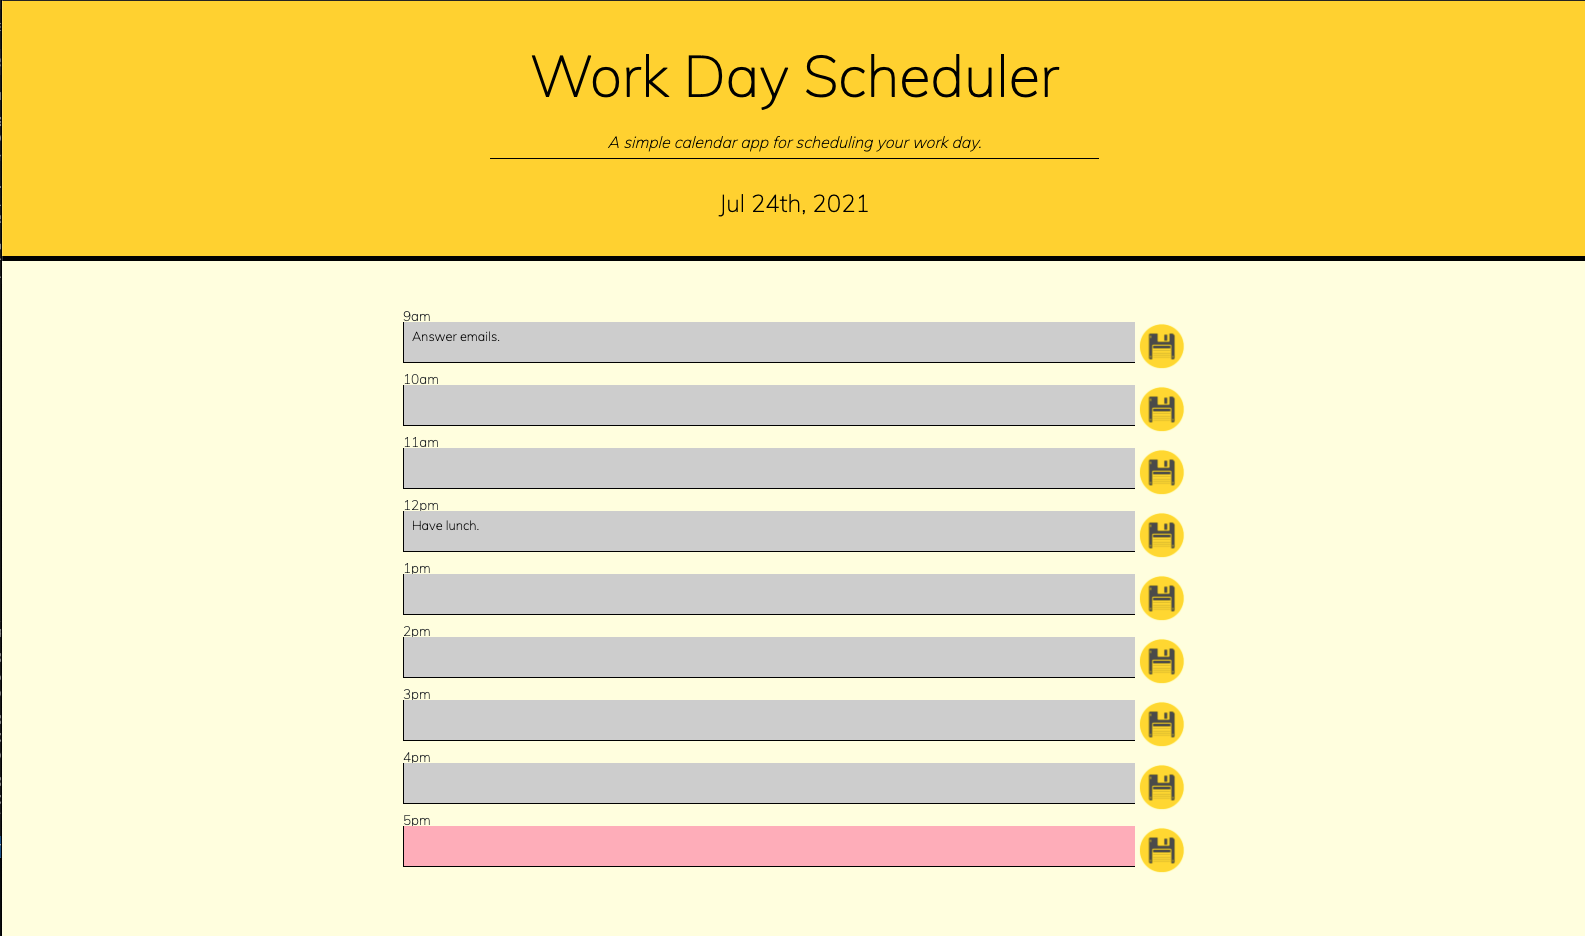 Work Day Scheduler
A simple calendar app for scheduling your work day.
Jul 24th, 2021
9am
Answer emails.
10am
11am
12pm
Have lunch.
1pm
2pm
3pm
4pm
5pm